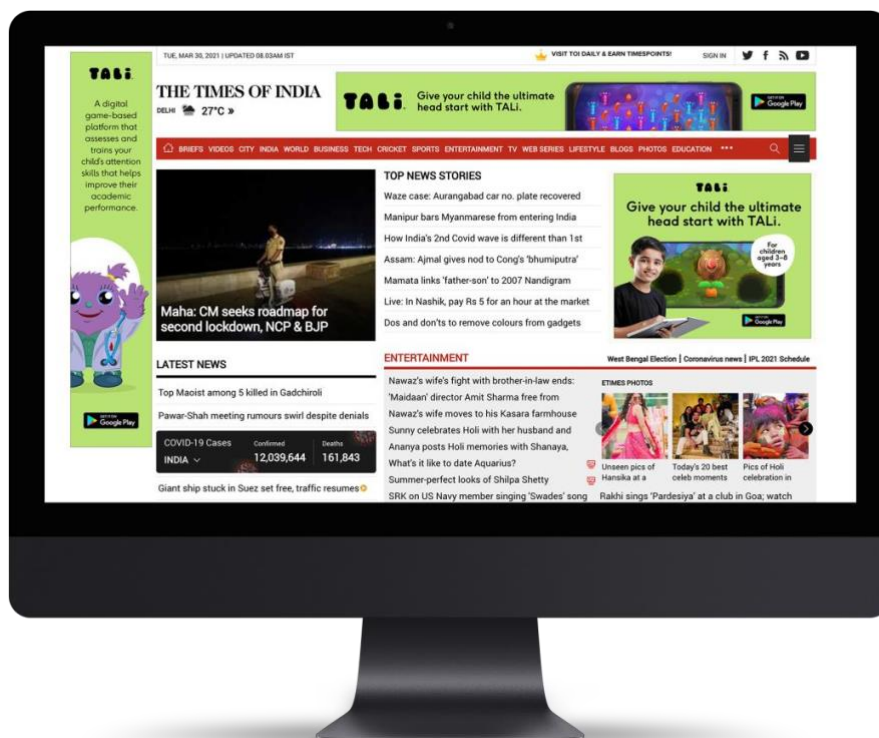 TALi
A digital
game-based
platform that
assesses and
trains your
child's attention
skills that helps
improve their
academic
performance.
GET IT ON
Google Play
TUE, MAR 30, 2021 | UPDATED 08.03AM IST
VISIT TOI DAILY & EARN TIMESPOINTS!
SIGN IN
THE TIMES OF INDIA
DELHI 27°C »
TALi.
Give your child the ultimate
head start with TALi.
GET IT ON
Google Play
BRIEFS VIDEOS CITY INDIA WORLD BUSINESS TECH CRICKET SPORTS ENTERTAINMENT TV WEB SERIES LIFESTYLE BLOGS PHOTOS EDUCATION •••
Maha: CM seeks roadmap for
second lockdown, NCP & BJP
LATEST NEWS
Top Maoist among 5 killed in Gadchiroli
Pawar-Shah meeting rumours swirl despite denials
COVID-19 Cases Confirmed Deaths
INDIA 12,039,644 161,843
Giant ship stuck in Suez set free, traffic resumes
TOP NEWS STORIES
Waze case: Aurangabad car no. plate recovered
Manipur bars Myanmarese from entering India
How India's 2nd Covid wave is different than 1st
Assam: Ajmal gives nod to Cong's 'bhumiputra'
Mamata links 'father-son' to 2007 Nandigram
Live: In Nashik, pay Rs 5 for an hour at the market
Dos and don'ts to remove colours from gadgets
TALi
Give your child the ultimate
head start with TALi.
For
children
aged 3-8
years
GET IT ON
Google Play
ENTERTAINMENT
West Bengal Election | Coronavirus news | IPL 2021 Schedule
Nawaz's wife's fight with brother-in-law ends:
'Maidaan' director Amit Sharma free from
Nawaz's wife moves to his Kasara farmhouse
Sunny celebrates Holi with her husband and
Ananya posts Holi memories with Shanaya,
What's it like to date Aquarius?
Summer-perfect looks of Shilpa Shetty
SRK on US Navy member singing 'Swades' song
ETIMES PHOTOS
Unseen pics of
Hansika at a
Today's 20 best
celeb moments
Pics of Holi
celebration in
Rakhi sings 'Pardesiya' at a club in Goa; watch